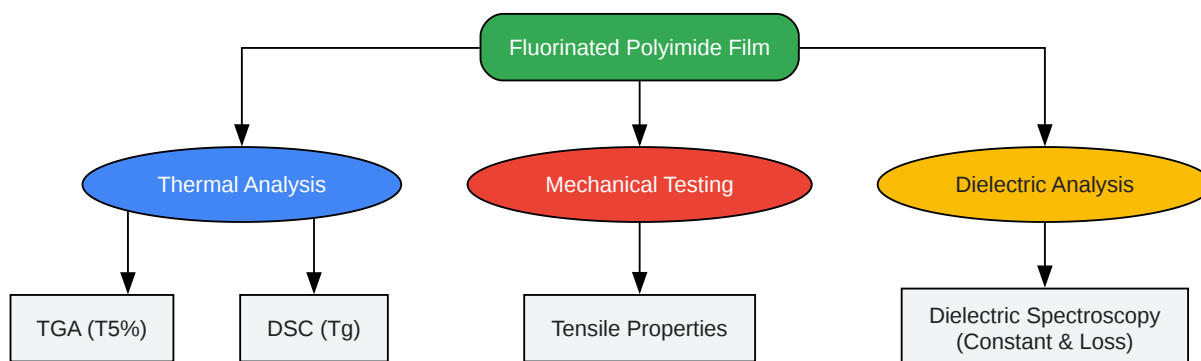 Fluorinated Polyimide Film
Thermal Analysis
Mechanical Testing
Dielectric Analysis
TGA (T5%)
DSC (Tg)
Tensile Properties
Dielectric Spectroscopy
(Constant & Loss)